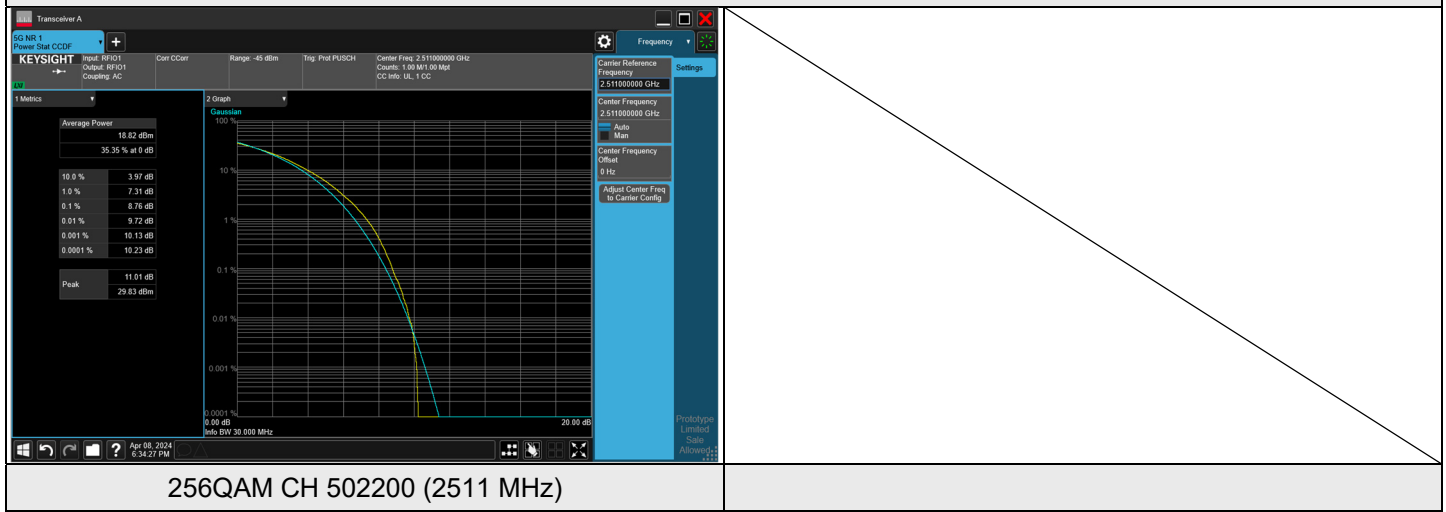 Transceiver A
5G NR 1
Power Stat CCDF
Frequency
KEYSIGHT
LW
Input: RFIO1
Output: RFIO1
Coupling: AC
Corr CCorr
Range: -45 dBm
Trig: Prot PUSCH
Center Freq: 2.511000000 GHz
Counts: 1.00 M/1.00 Mpt
CC Info: UL, 1 CC
Carrier Reference
Frequency
2.511000000 GHz
Settings
Center Frequency
2.511000000 GHz
Auto
Man
Center Frequency
Offset
0 Hz
Adjust Center Freq
to Carrier Config
1 Metrics
Average Power
18.82 dBm
35.35 % at 0 dB
10.0 % 3.97 dB
1.0 % 7.31 dB
0.1 % 8.76 dB
0.01 % 9.72 dB
0.001 % 10.13 dB
0.0001 % 10.23 dB
Peak
11.01 dB
29.83 dBm
2 Graph
Gaussian
100 %
10 %
1 %
0.1 %
0.01 %
0.001 %
0.0001 %
0.00 dB 20.00 dB
Info BW 30.000 MHz
Prototype
Limited
Sale
Allowed
?
Apr 08, 2024
6:34:27 PM
256QAM CH 502200 (2511 MHz)